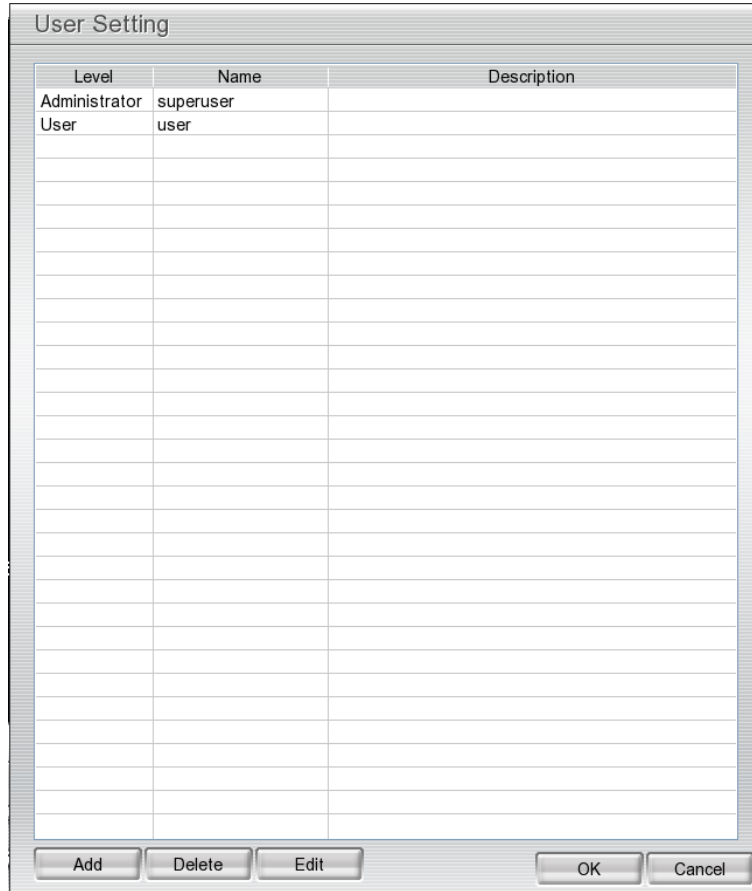 User Setting
Level Name Description
Administrator superuser
User user
Add Delete Edit OK Cancel